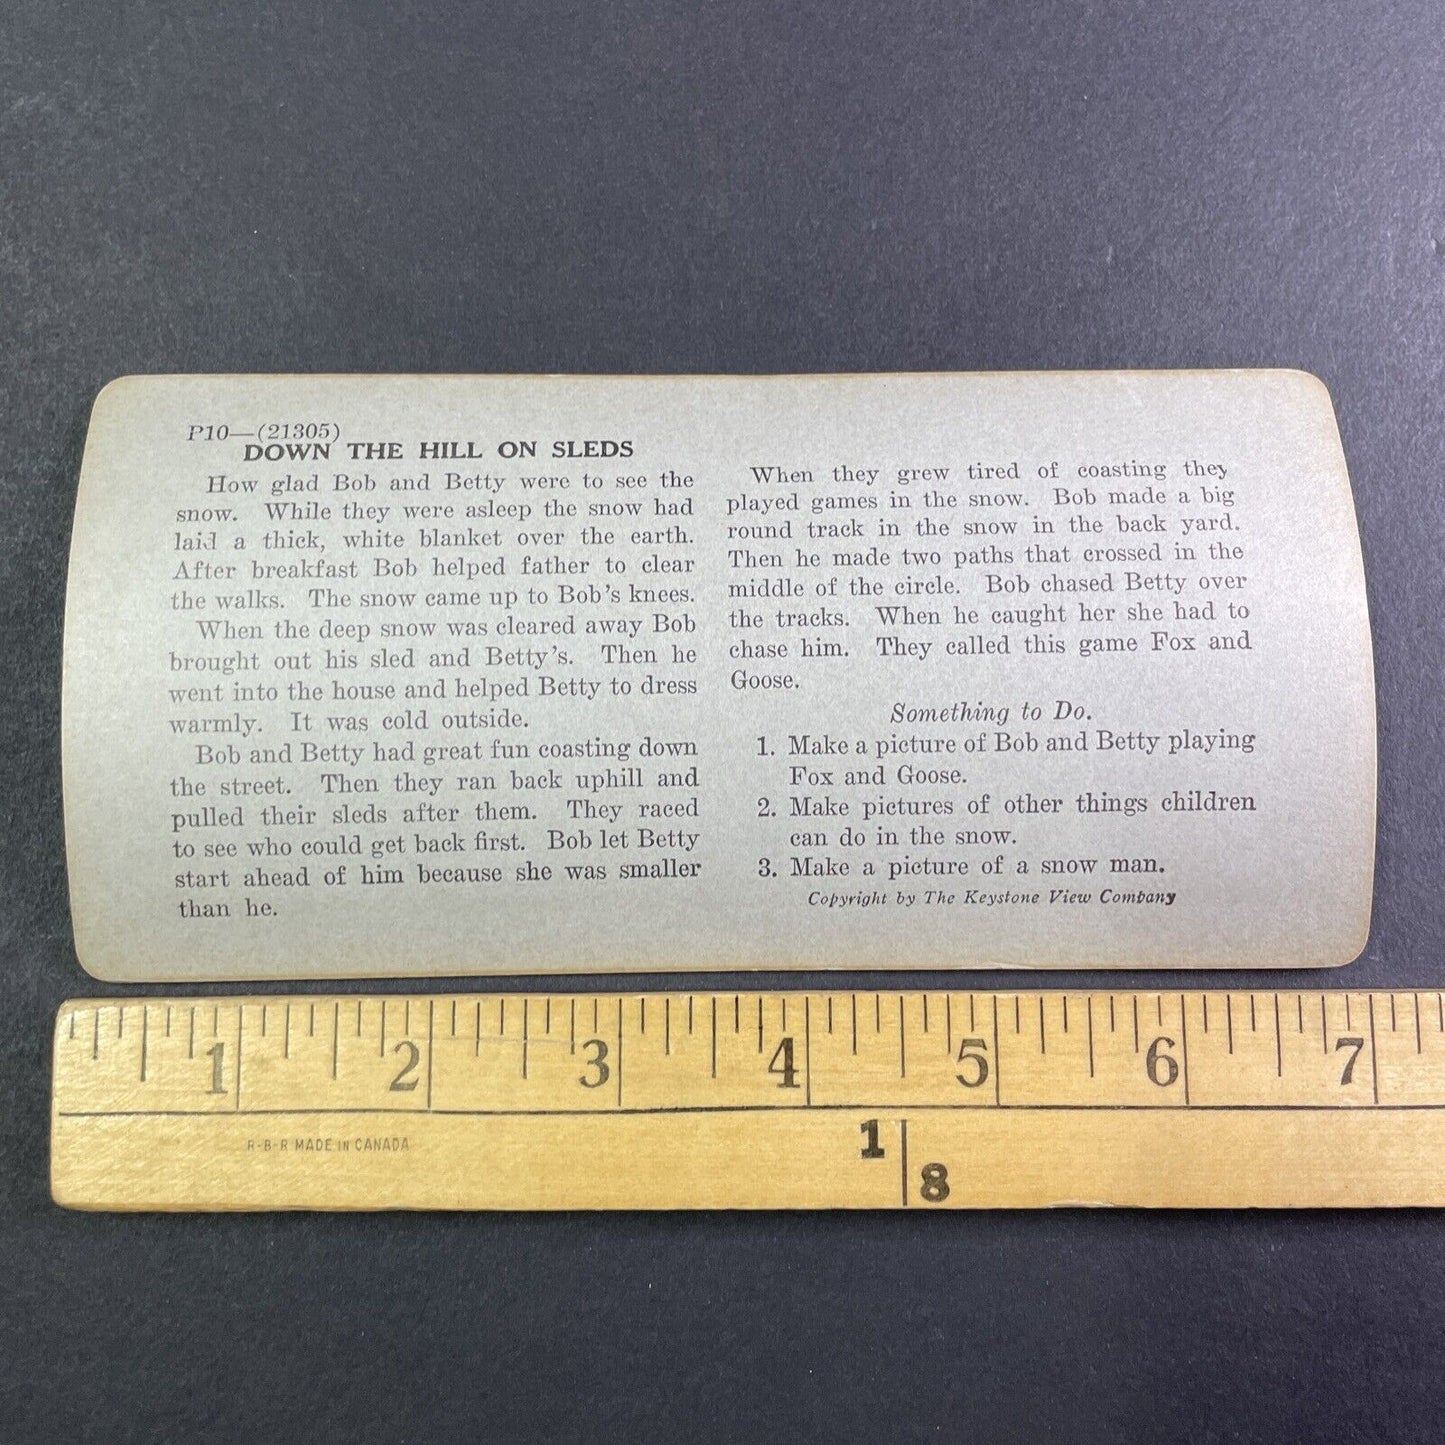 P10—(21305)
DOWN THE HILL ON SLEDS
How glad Bob and Betty were to see the
snow. While they were asleep the snow had
laid a thick, white blanket over the earth.
After breakfast Bob helped father to clear
the walks. The snow came up to Bob's knees.
When the deep snow was cleared away Bob
brought out his sled and Betty's. Then he
went into the house and helped Betty to dress
warmly. It was cold outside.
Bob and Betty had great fun coasting down
the street. Then they ran back uphill and
pulled their sleds after them. They raced
to see who could get back first. Bob let Betty
start ahead of him because she was smaller
than he.
When they grew tired of coasting they
played games in the snow. Bob made a big
round track in the snow in the back yard.
Then he made two paths that crossed in the
middle of the circle. Bob chased Betty over
the tracks. When he caught her she had to
chase him. They called this game Fox and
Goose.
Something to Do.
1. Make a picture of Bob and Betty playing
Fox and Goose.
2. Make pictures of other things children
can do in the snow.
3. Make a picture of a snow man.
Copyright by The Keystone View Company
1 2 3 4 5 6 7
R-B-R MADE IN CANADA
1
8